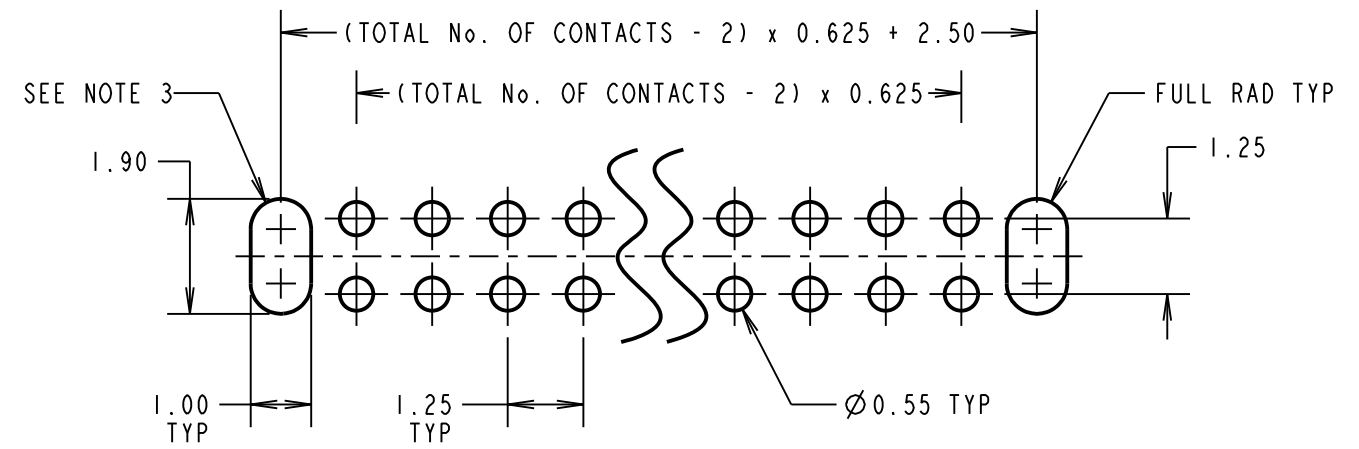 (TOTAL No. OF CONTACTS - 2) x 0.625 + 2.50
SEE NOTE 3
(TOTAL No. OF CONTACTS - 2) x 0.625
FULL RAD TYP
1.90
1.25
1.00
TYP
1.25
TYP
Ø0.55 TYP